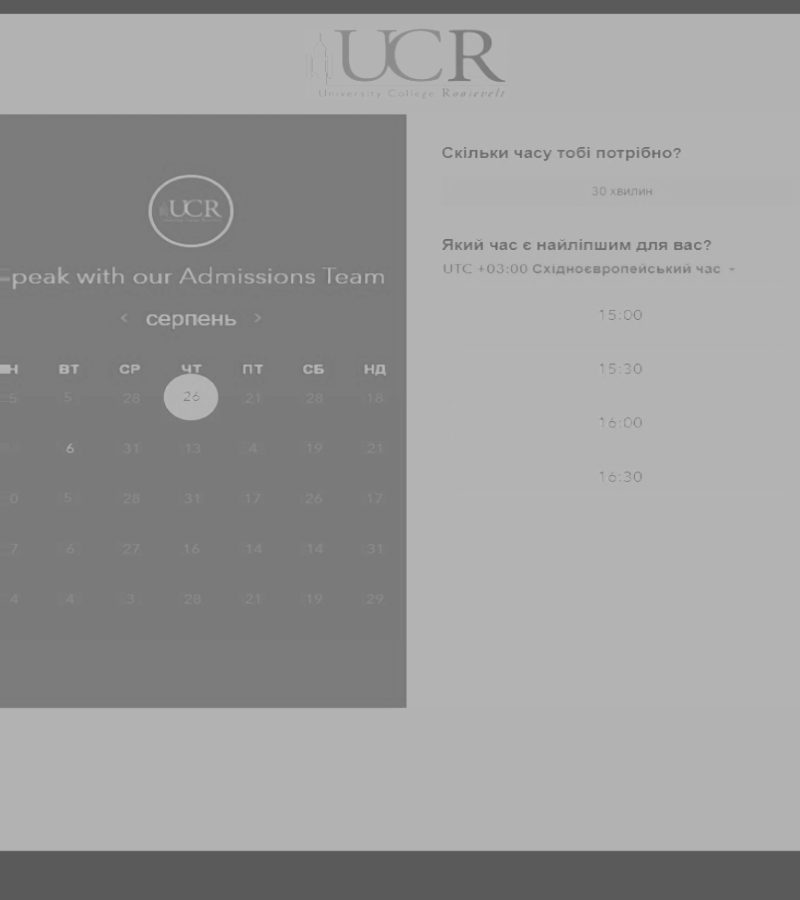 UCR
University College Roosevelt
UCR
peak with our Admissions Team
‹ серпень ›
ВТ СР ЧТ ПТ СБ НД
5 5 28 26 21 28 18
6 31 13 4 19 21
0 5 28 31 17 26 17
7 6 27 16 14 14 31
4 4 3 28 21 19 29
Скільки часу тобі потрібно?
30 хвилин
Який час є найліпшим для вас?
UTC +03:00 Східноєвропейський час
15:00
15:30
16:00
16:30